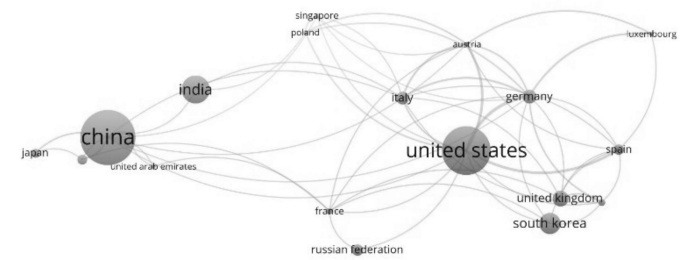 singapore
poland
austria
luxembourg
india
italy
germany
china
united states
japan
united arab emirates
spain
united kingdom
france
south korea
russian federation